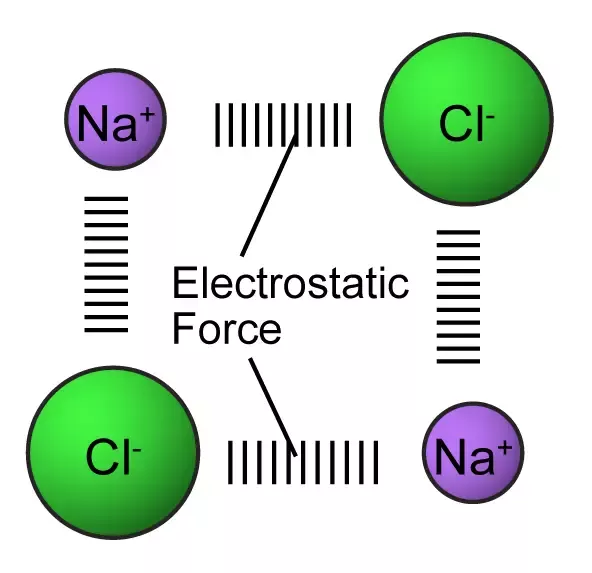 Na⁺
Cl⁻
Electrostatic
Force
Cl⁻
Na⁺